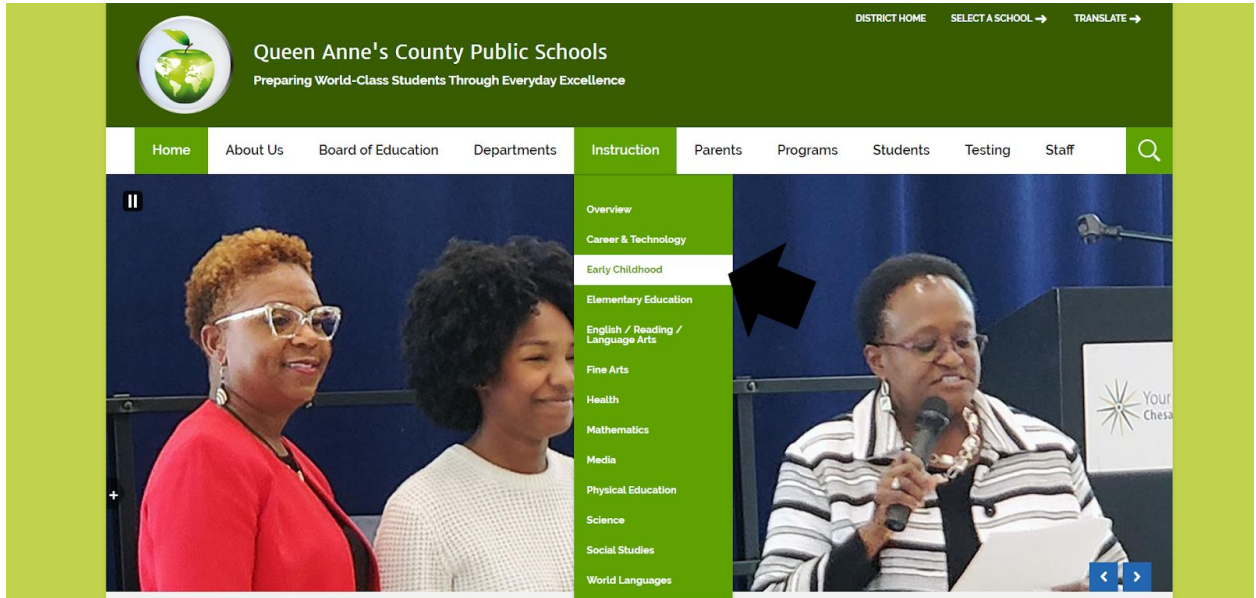 DISTRICT HOME SELECT A SCHOOL → TRANSLATE →
Queen Anne's County Public Schools
Preparing World-Class Students Through Everyday Excellence
Home About Us Board of Education Departments Instruction Parents Programs Students Testing Staff
Overview
Career & Technology
Early Childhood
Elementary Education
English / Reading /
Language Arts
Fine Arts
Health
Mathematics
Media
Physical Education
Science
Social Studies
World Languages
Your
Chesa